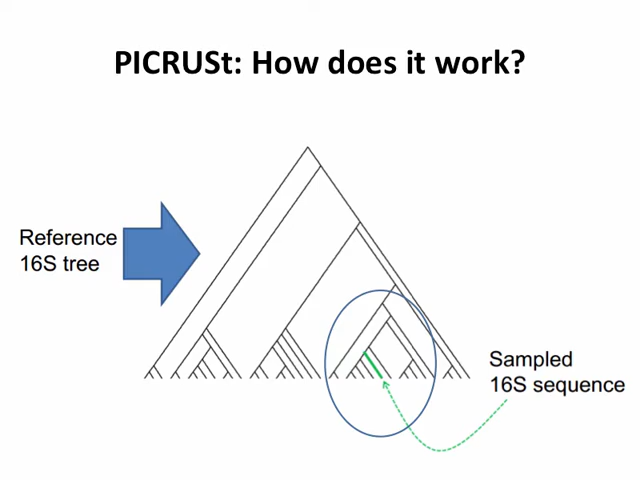 PICRUSt: How does it work?
Reference
16S tree
Sampled
16S sequence